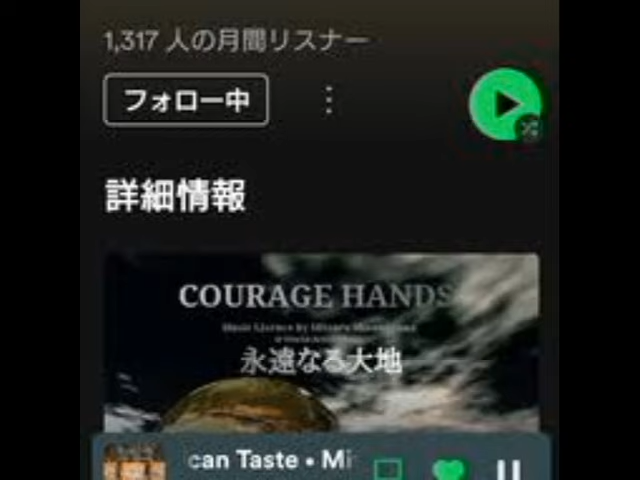 1,317 人の月間リスナー
フォロー中
詳細情報
COURAGE HANDS
永遠なる大地
can Taste • Mi